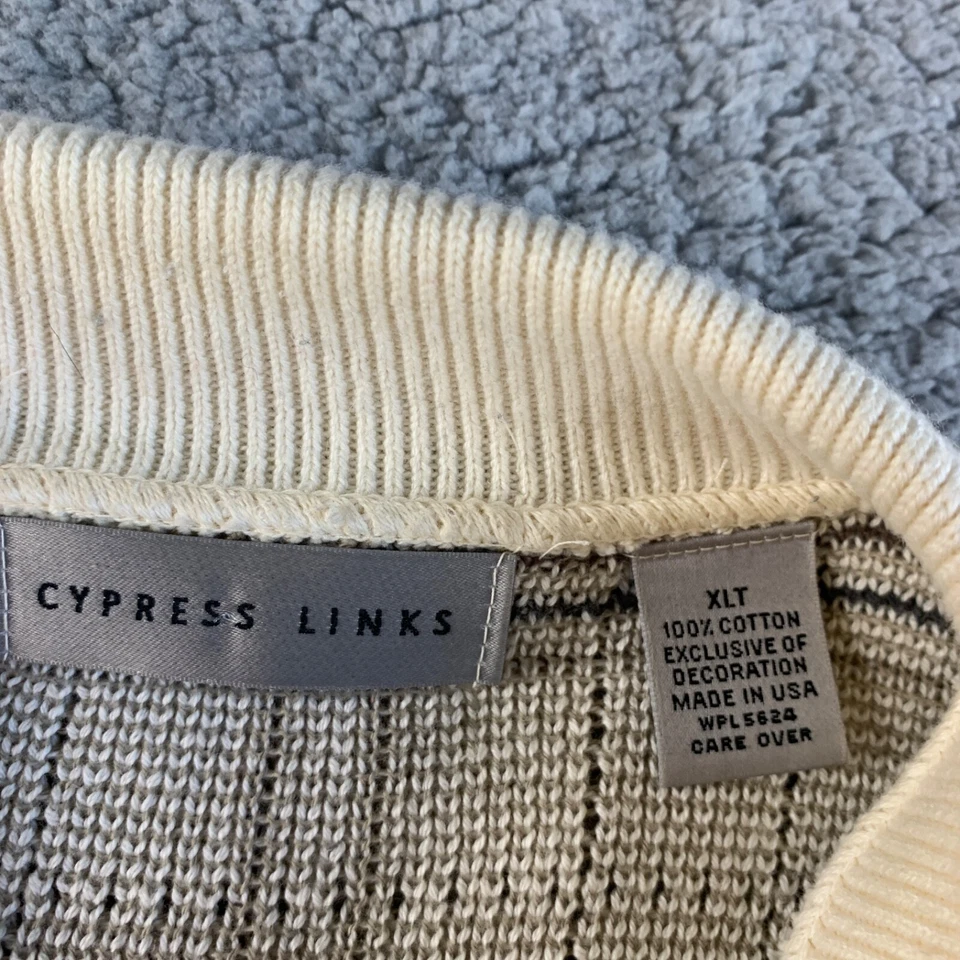 CYPRESS LINKS
XLT
100% COTTON
EXCLUSIVE OF
DECORATION
MADE IN USA
WPL5624
CARE OVER